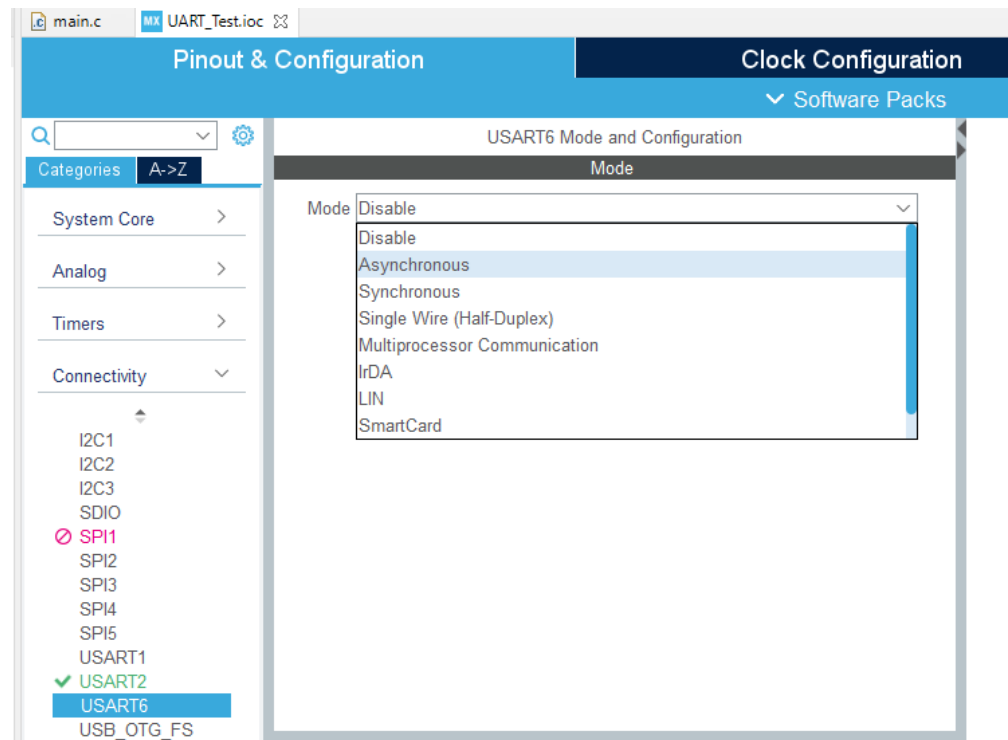 main.c
MX UART_Test.ioc
Pinout & Configuration
Clock Configuration
Software Packs
Categories
A->Z
System Core
Analog
Timers
Connectivity
I2C1
I2C2
I2C3
SDIO
SPI1
SPI2
SPI3
SPI4
SPI5
USART1
USART2
USART6
USB_OTG_FS
USART6 Mode and Configuration
Mode
Mode Disable
Disable
Asynchronous
Synchronous
Single Wire (Half-Duplex)
Multiprocessor Communication
IrDA
LIN
SmartCard